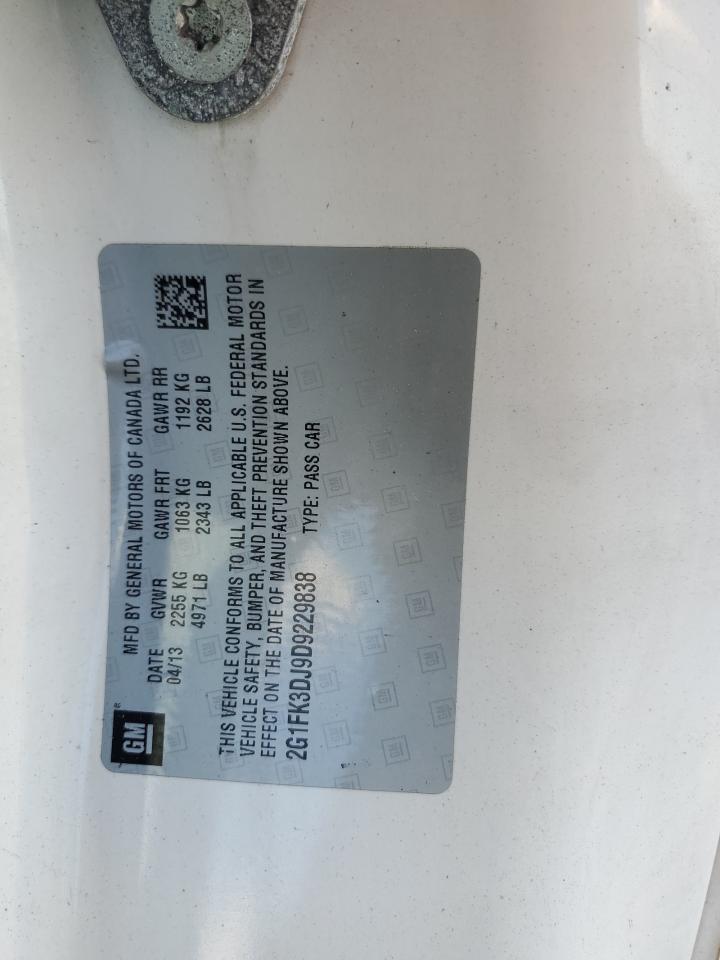 GM ®
MFD BY GENERAL MOTORS OF CANADA LTD.
DATE GVWR GAWR FRT GAWR RR
04/13 2255 KG 1063 KG 1192 KG
4971 LB 2343 LB 2628 LB
THIS VEHICLE CONFORMS TO ALL APPLICABLE U.S. FEDERAL MOTOR
VEHICLE SAFETY, BUMPER, AND THEFT PREVENTION STANDARDS IN
EFFECT ON THE DATE OF MANUFACTURE SHOWN ABOVE.
2G1FK3DJ9D9229838 TYPE: PASS CAR